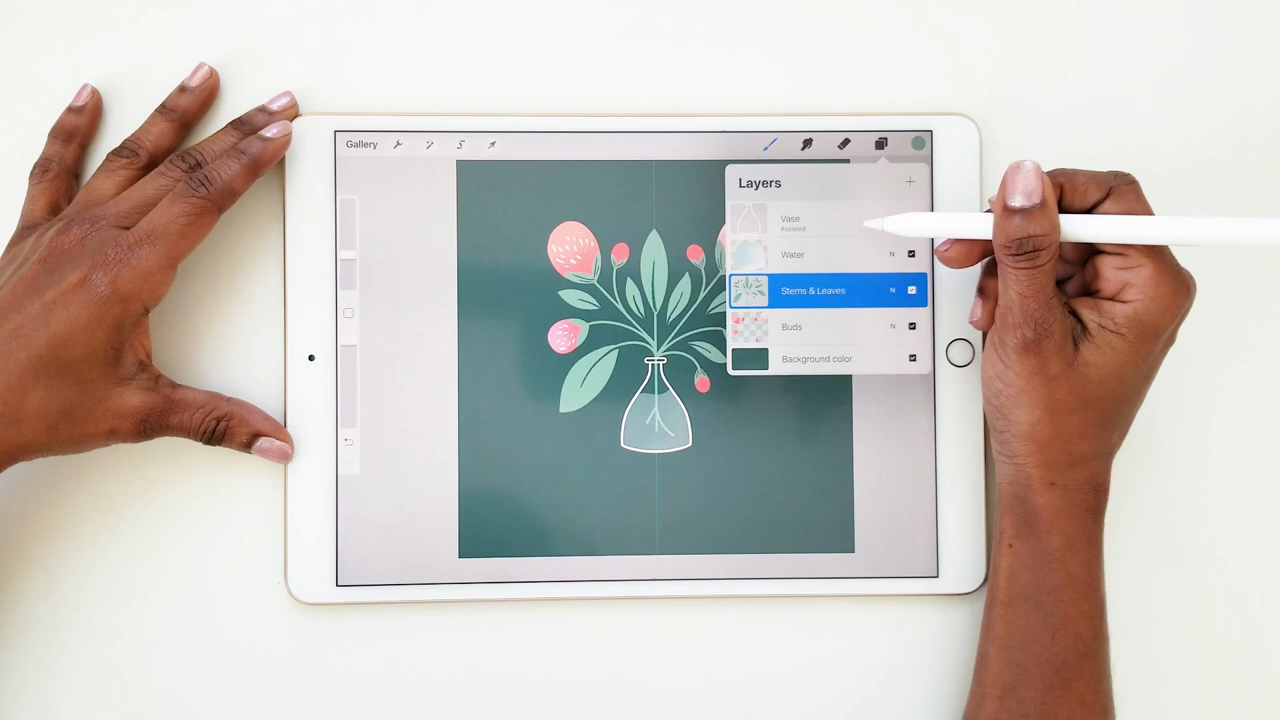 Gallery
Layers
Vase
Assisted
Water N
Stems & Leaves N
Buds N
Background color